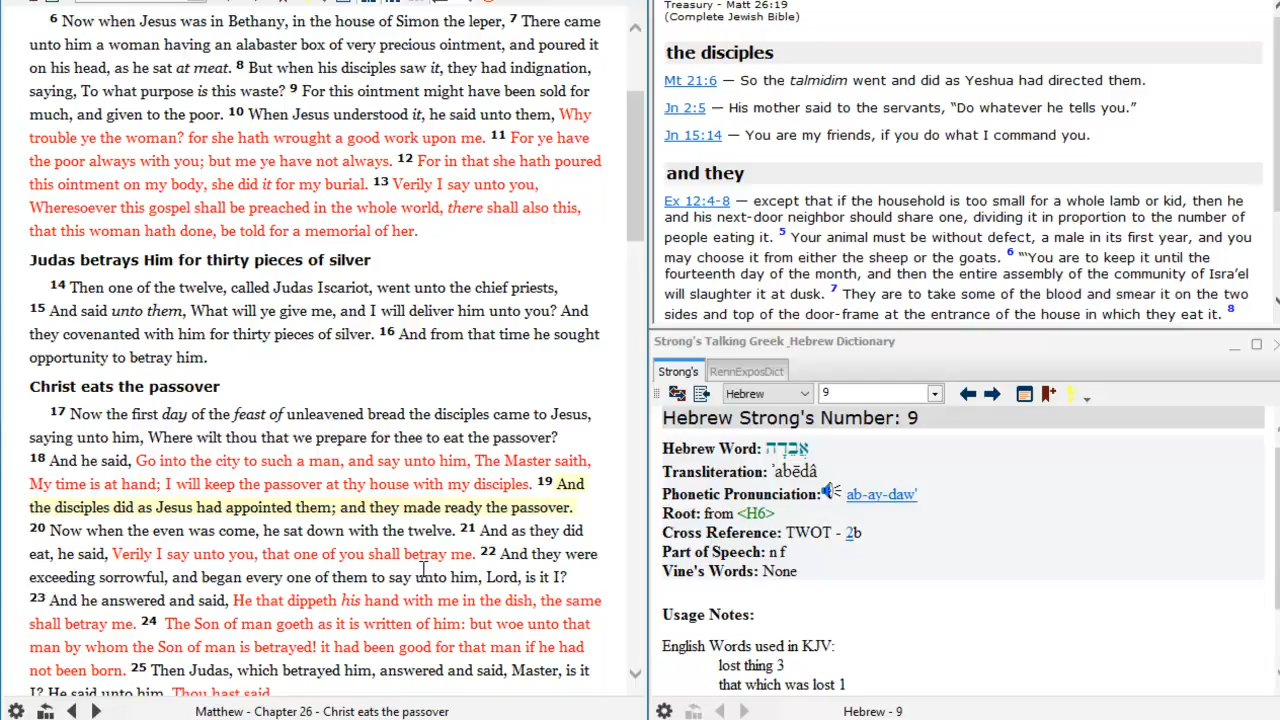 6 Now when Jesus was in Bethany, in the house of Simon the leper, 7 There came
unto him a woman having an alabaster box of very precious ointment, and poured it
on his head, as he sat at meat. 8 But when his disciples saw it, they had indignation,
saying, To what purpose is this waste? 9 For this ointment might have been sold for
much, and given to the poor. 10 When Jesus understood it, he said unto them, Why
trouble ye the woman? for she hath wrought a good work upon me. 11 For ye have
the poor always with you; but me ye have not always. 12 For in that she hath poured
this ointment on my body, she did it for my burial. 13 Verily I say unto you,
Wheresoever this gospel shall be preached in the whole world, there shall also this,
that this woman hath done, be told for a memorial of her.
Judas betrays Him for thirty pieces of silver
14 Then one of the twelve, called Judas Iscariot, went unto the chief priests,
15 And said unto them, What will ye give me, and I will deliver him unto you? And
they covenanted with him for thirty pieces of silver. 16 And from that time he sought
opportunity to betray him.
Christ eats the passover
17 Now the first day of the feast of unleavened bread the disciples came to Jesus,
saying unto him, Where wilt thou that we prepare for thee to eat the passover?
18 And he said, Go into the city to such a man, and say unto him, The Master saith,
My time is at hand; I will keep the passover at thy house with my disciples. 19 And
the disciples did as Jesus had appointed them; and they made ready the passover.
20 Now when the even was come, he sat down with the twelve. 21 And as they did
eat, he said, Verily I say unto you, that one of you shall betray me. 22 And they were
exceeding sorrowful, and began every one of them to say unto him, Lord, is it I?
23 And he answered and said, He that dippeth his hand with me in the dish, the same
shall betray me. 24 The Son of man goeth as it is written of him: but woe unto that
man by whom the Son of man is betrayed! it had been good for that man if he had
not been born. 25 Then Judas, which betrayed him, answered and said, Master, is it
I? He said unto him, Thou hast said.
Matthew - Chapter 26 - Christ eats the passover
Treasury - Matt 26:19
(Complete Jewish Bible)
the disciples
Mt 21:6 — So the talmidim went and did as Yeshua had directed them.
Jn 2:5 — His mother said to the servants, “Do whatever he tells you.”
Jn 15:14 — You are my friends, if you do what I command you.
and they
Ex 12:4-8 — except that if the household is too small for a whole lamb or kid, then he
and his next-door neighbor should share one, dividing it in proportion to the number of
people eating it. 5 Your animal must be without defect, a male in its first year, and you
may choose it from either the sheep or the goats. 6 “‘You are to keep it until the
fourteenth day of the month, and then the entire assembly of the community of Isra’el
will slaughter it at dusk. 7 They are to take some of the blood and smear it on the two
sides and top of the door-frame at the entrance of the house in which they eat it. 8
Strong's Talking Greek _Hebrew Dictionary
Strong's RennExposDict
Hebrew 9
Hebrew Strong's Number: 9
Hebrew Word: אֲבֵדָה
Transliteration: ʾabēdâ
Phonetic Pronunciation: ab-ay-daw'
Root: from <H6>
Cross Reference: TWOT - 2b
Part of Speech: n f
Vine's Words: None
Usage Notes:
English Words used in KJV:
lost thing 3
that which was lost 1
Hebrew - 9